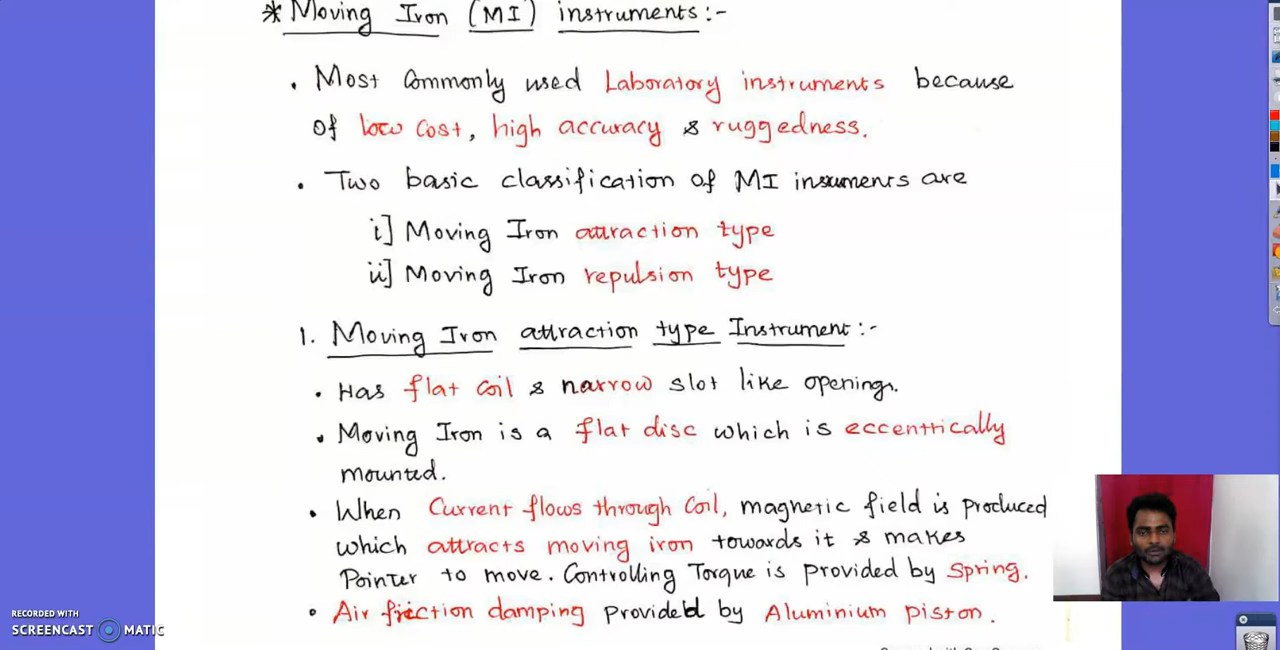 * Moving Iron (MI) instruments:-
• Most commonly used Laboratory instruments because
of low cost, high accuracy & ruggedness.
• Two basic classification of MI insruments are
i] Moving Iron attraction type
ii] Moving Iron repulsion type
1. Moving Iron attraction type Instrument:-
• Has flat coil & narrow slot like opening.
• Moving Iron is a flat disc which is eccentrically
mounted.
• When Current flows through Coil, magnetic field is produced
which attracts moving iron towards it & makes
Pointer to move. Controlling Torque is provided by Spring.
• Air friction damping provided by Aluminium piston.
RECORDED WITH
SCREENCAST MATIC